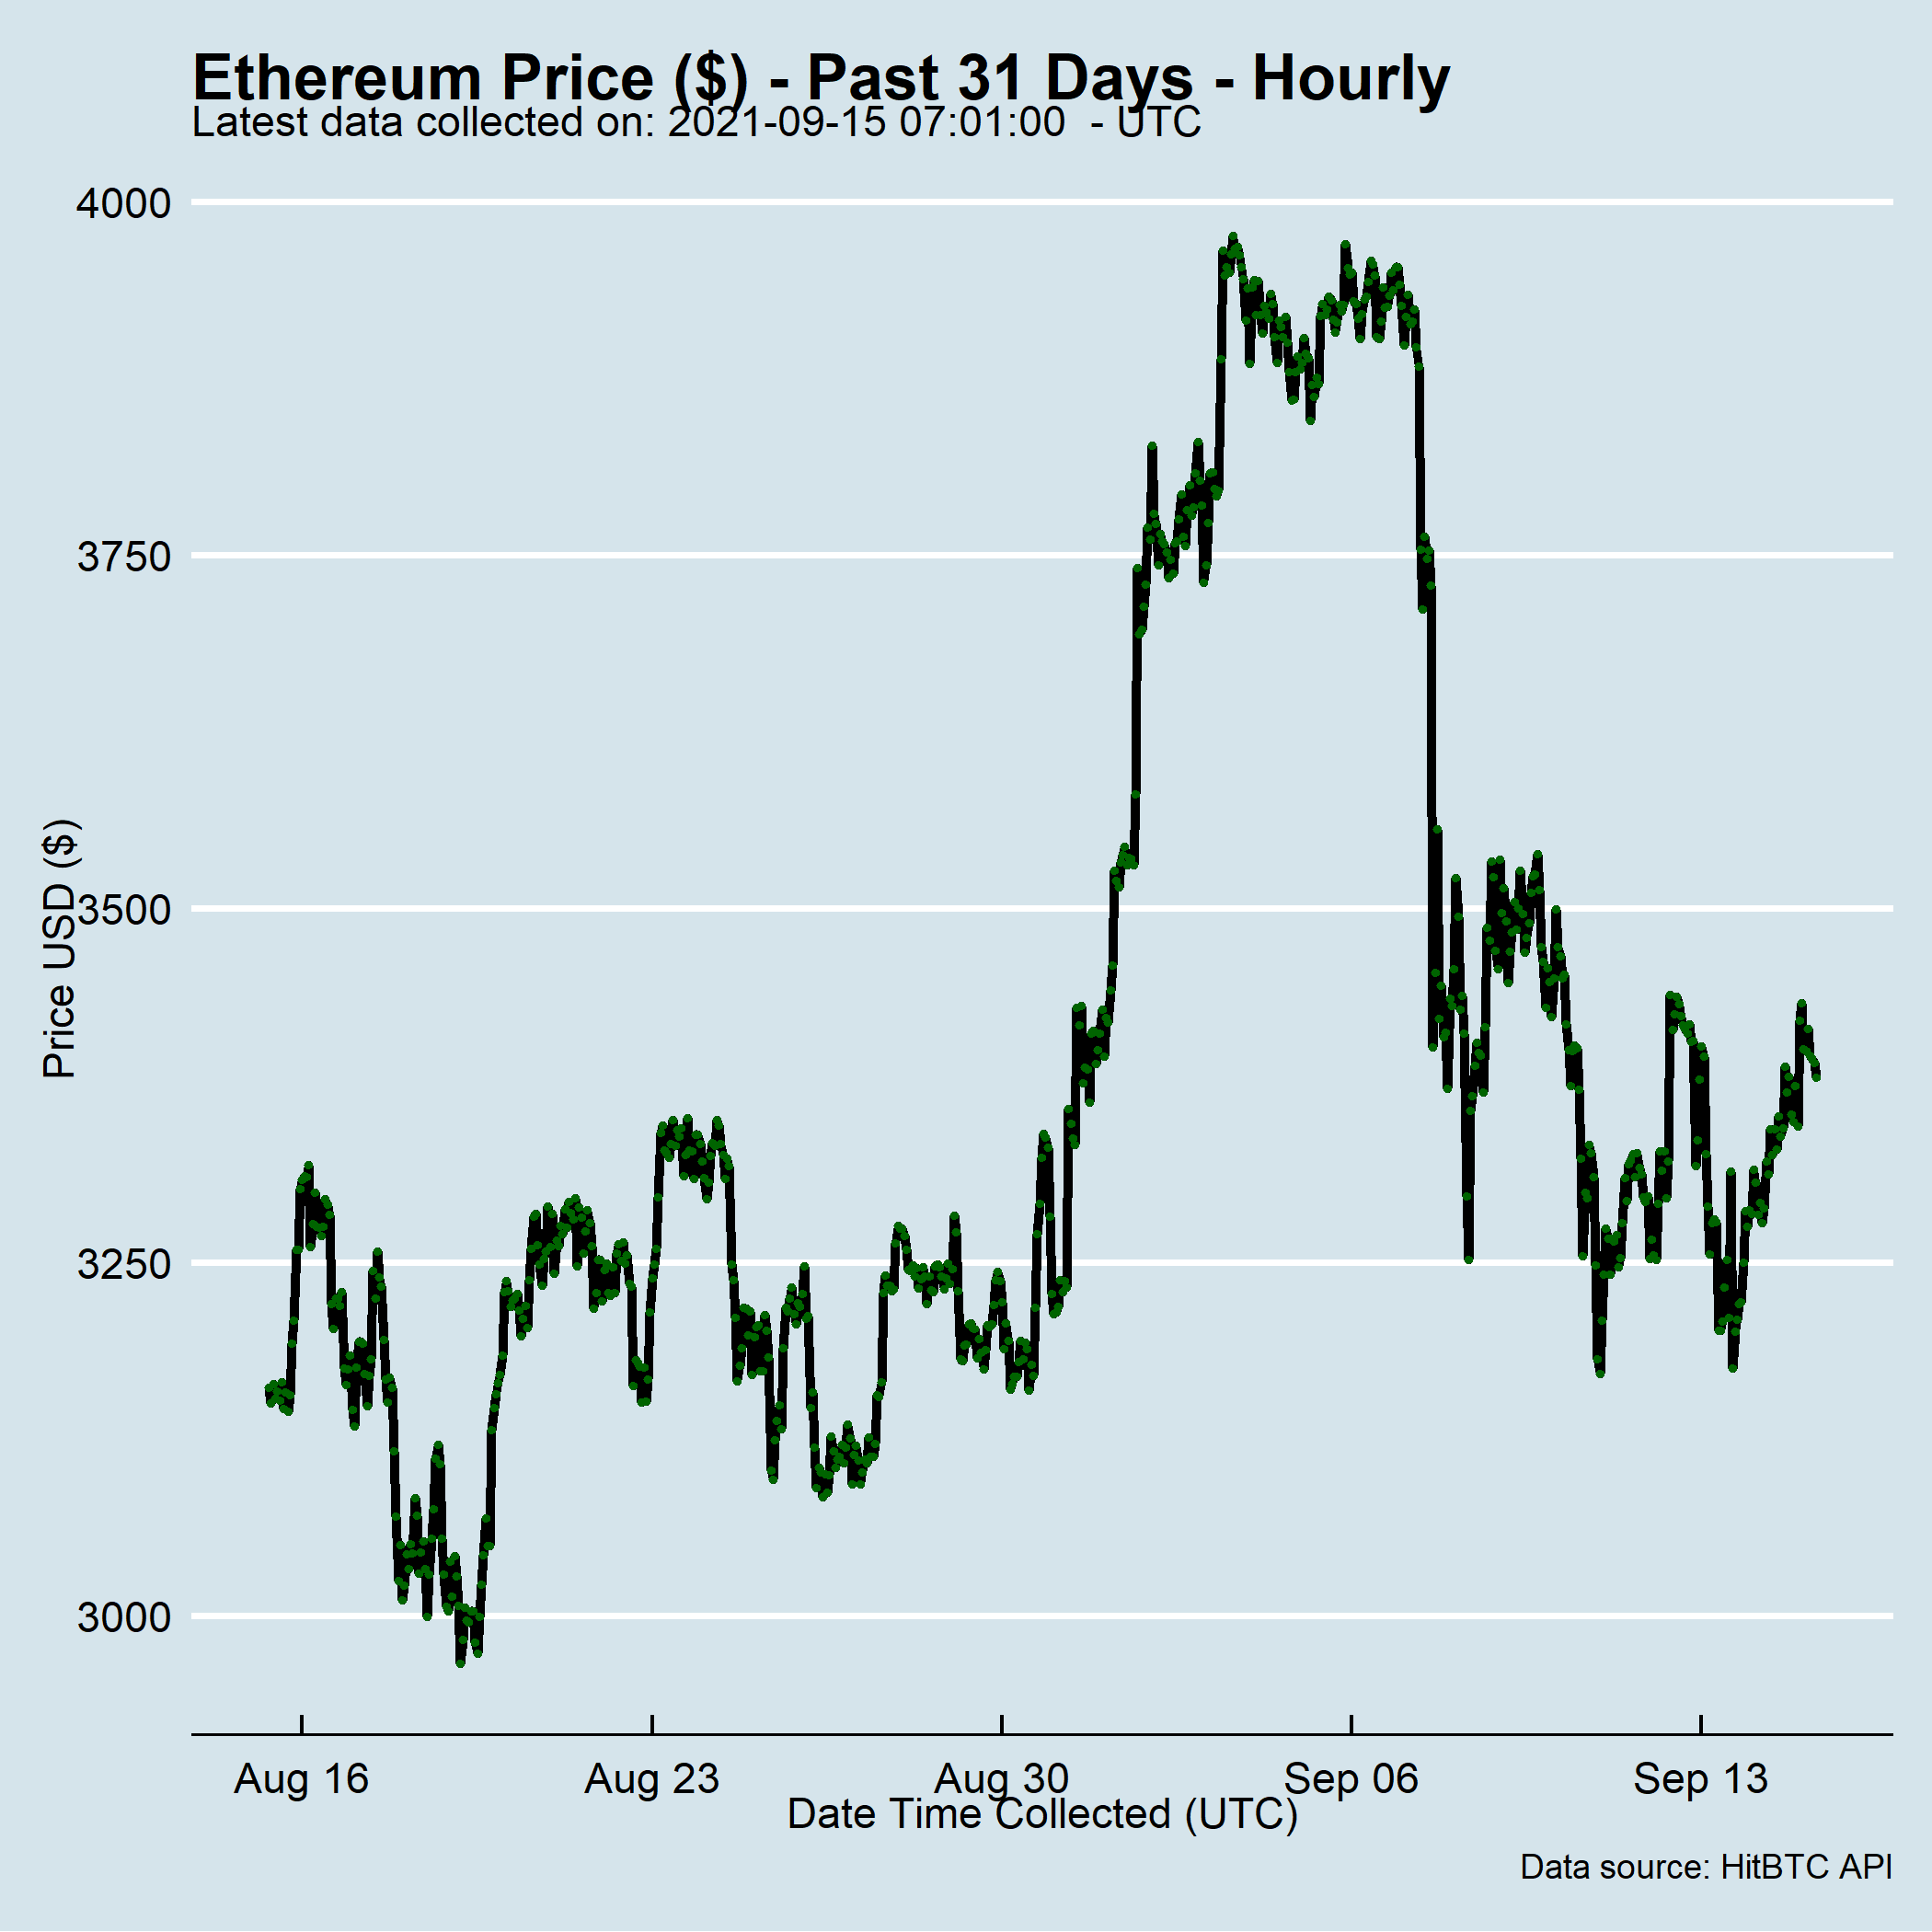 Ethereum Price ($) - Past 31 Days - Hourly
Latest data collected on: 2021-09-15 07:01:00  - UTC
4000
3750
3500
3250
3000
Price USD ($)
Aug 16 Aug 23 Aug 30 Sep 06 Sep 13
Date Time Collected (UTC)
Data source: HitBTC API